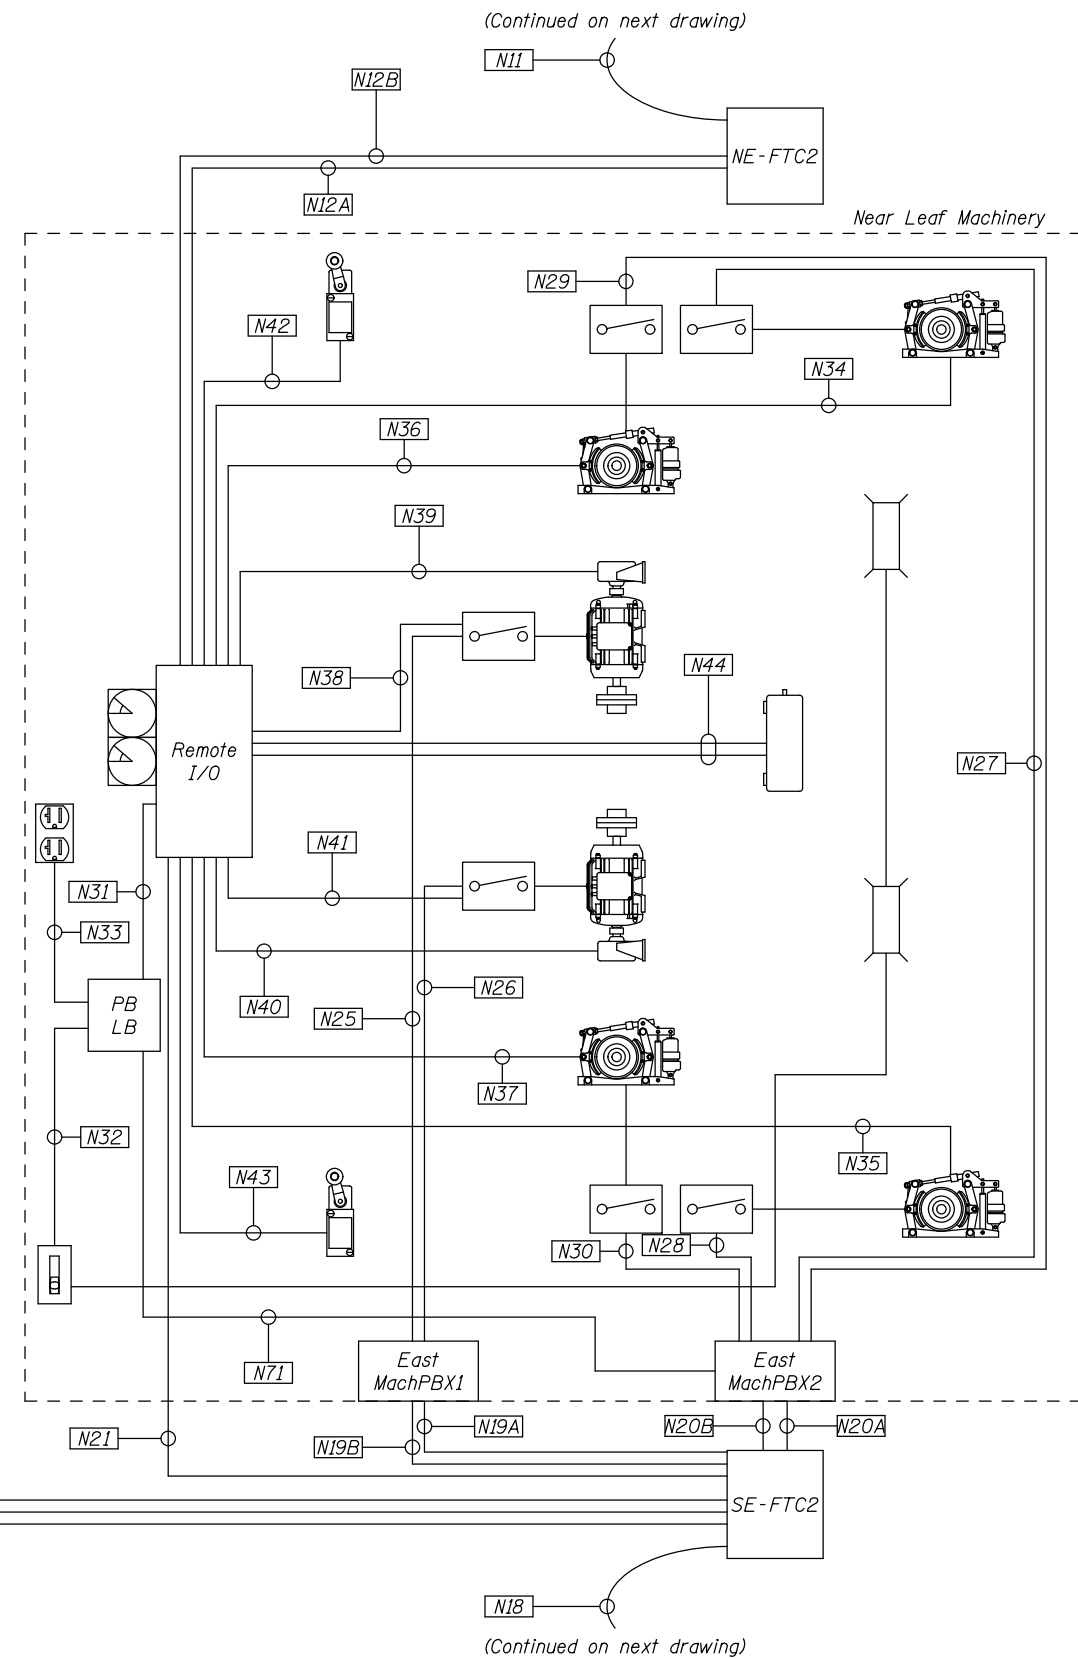 (Continued on next drawing)
N11
N12B
NE-FTC2
N12A
Near Leaf Machinery
N29
N42
N34
N36
N39
N44
N38
Remote
I/O
N27
N41
N31
N33
N26
PB
LB
N40
N25
N37
N32
N35
N43
N30
N28
East
MachPBX1
East
MachPBX2
N71
N19A
N20B
N20A
N21
N19B
SE-FTC2
N18
(Continued on next drawing)